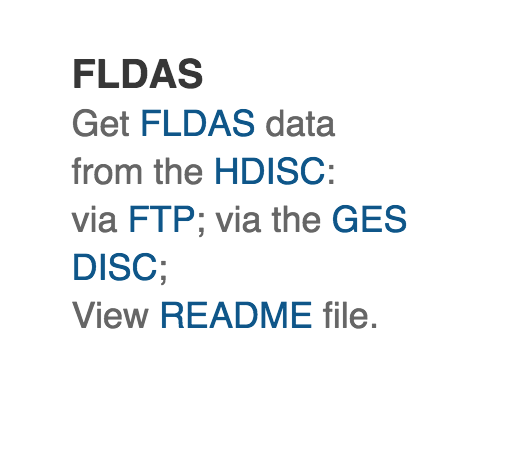 FLDAS
Get FLDAS data
from the HDISC:
via FTP; via the GES
DISC;
View README file.